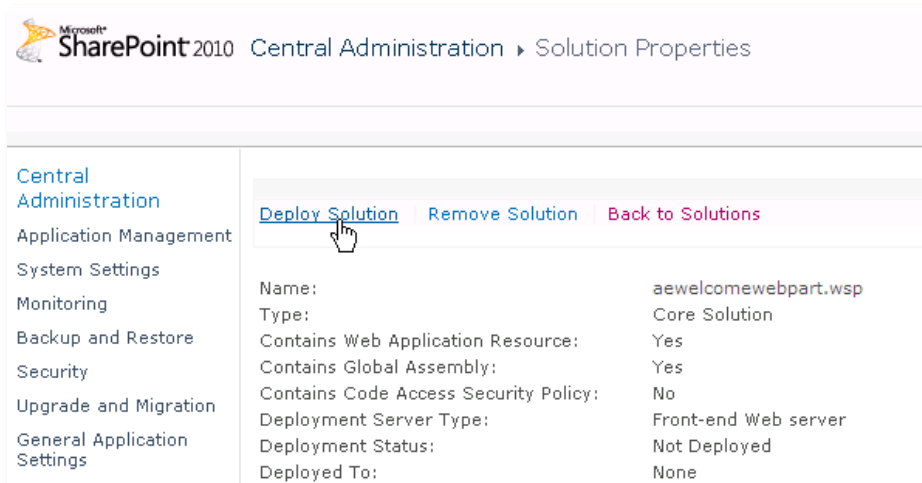 Microsoft®
SharePoint 2010 Central Administration ▸ Solution Properties
Central
Administration
Application Management
System Settings
Monitoring
Backup and Restore
Security
Upgrade and Migration
General Application
Settings
Deploy Solution Remove Solution Back to Solutions
Name: aewelcomewebpart.wsp
Type: Core Solution
Contains Web Application Resource: Yes
Contains Global Assembly: Yes
Contains Code Access Security Policy: No
Deployment Server Type: Front-end Web server
Deployment Status: Not Deployed
Deployed To: None